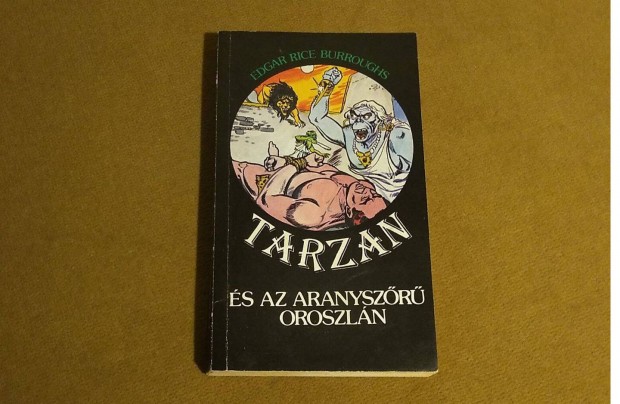 EDGAR RICE BURROUGHS
TARZAN
ÉS AZ ARANYSZŐRŰ
OROSZLÁN